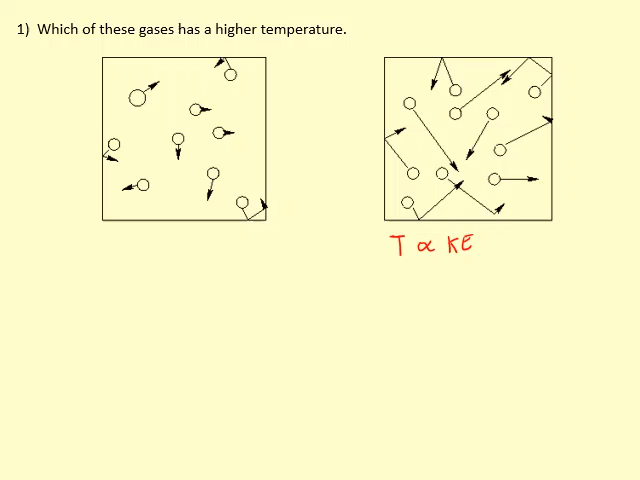 1) Which of these gases has a higher temperature.
T ∝ KE